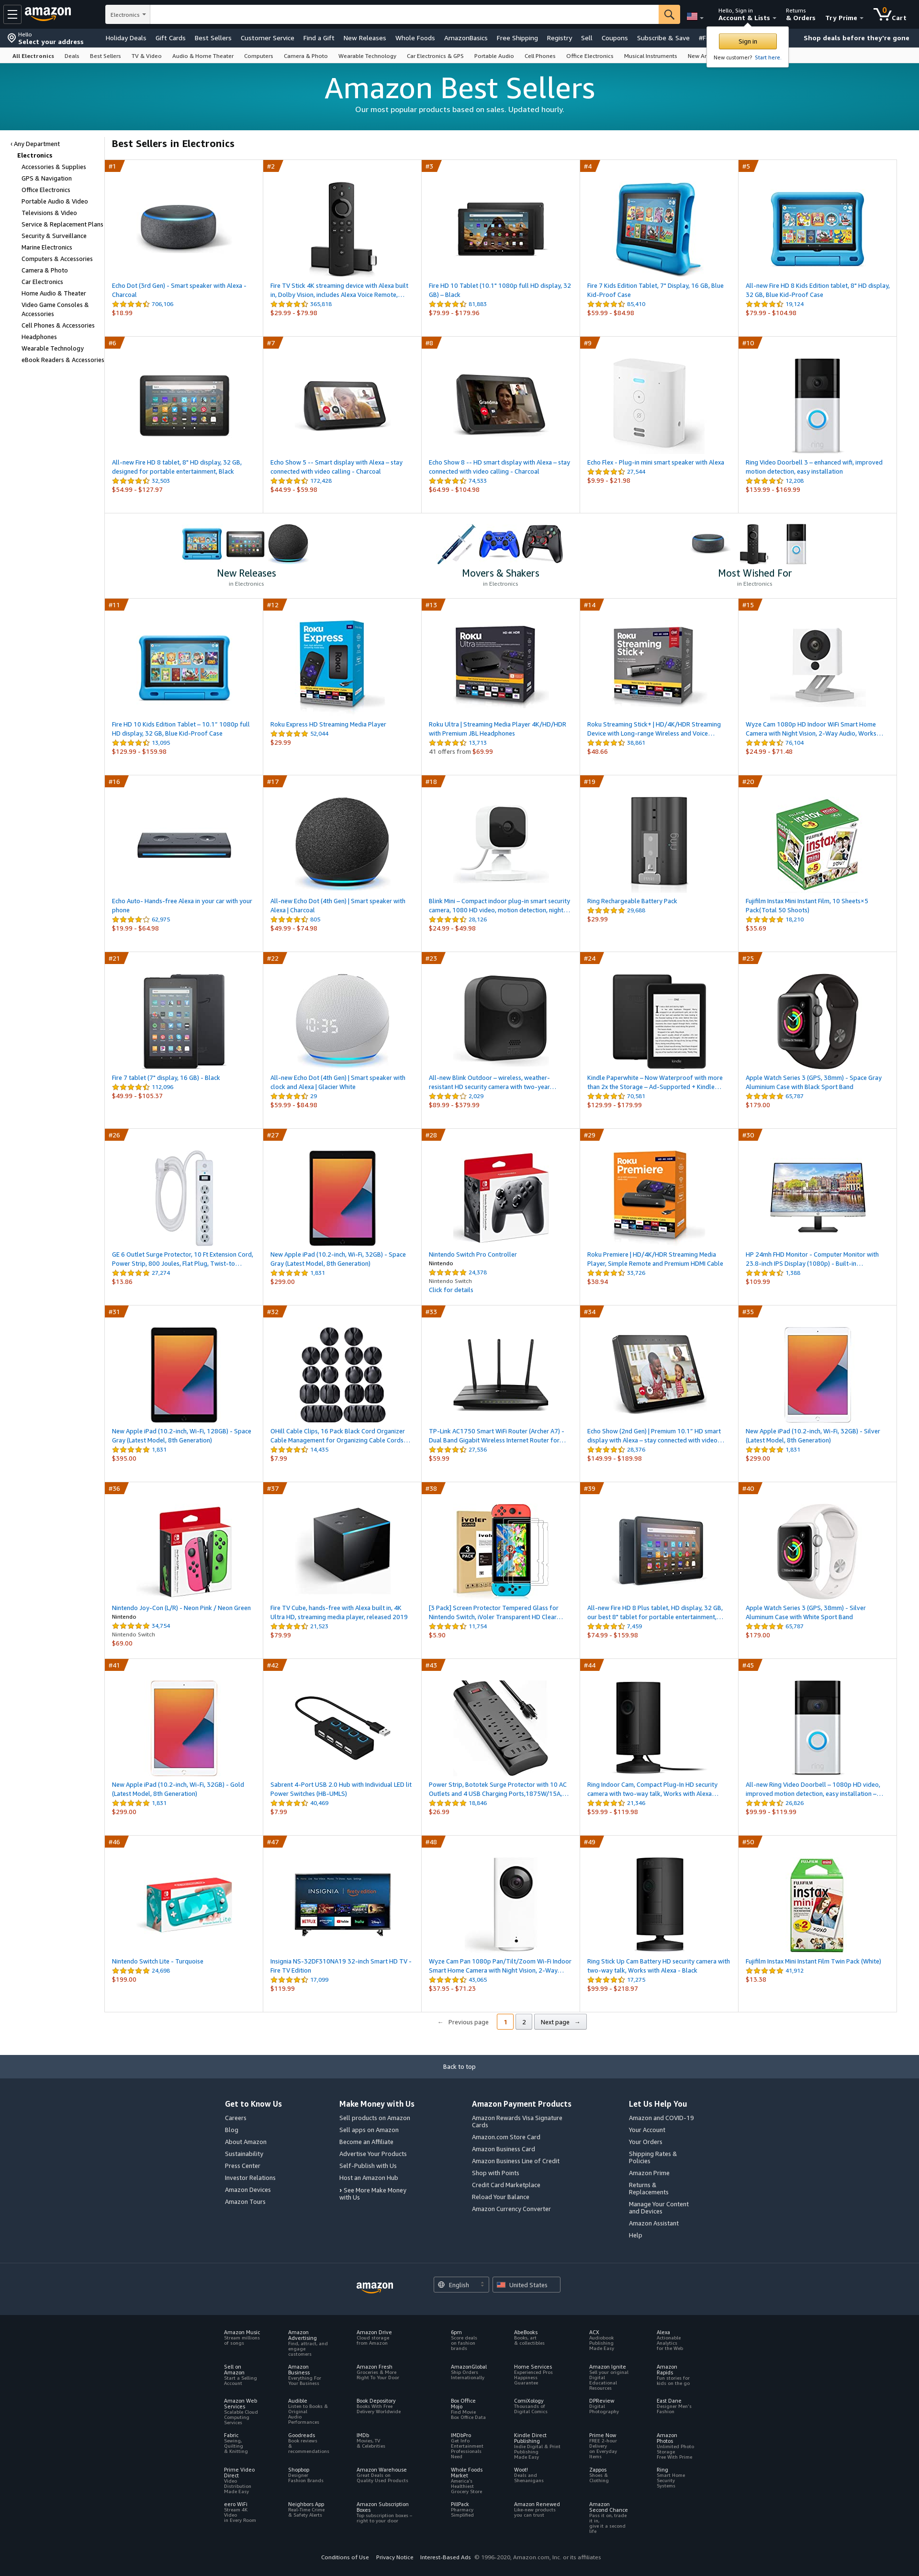 amazon
Electronics
Hello, Sign in
Account & Lists
Returns
& Orders
Try Prime
0
Cart
Hello
Select your address
Holiday Deals Gift Cards Best Sellers Customer Service Find a Gift New Releases Whole Foods AmazonBasics Free Shipping Registry Sell Coupons Subscribe & Save
Shop deals before they're gone
Sign in
New customer? Start here.
All Electronics Deals Best Sellers TV & Video Audio & Home Theater Computers Camera & Photo Wearable Technology Car Electronics & GPS Portable Audio Cell Phones Office Electronics Musical Instruments
Amazon Best Sellers
Our most popular products based on sales. Updated hourly.
‹ Any Department
Electronics
Accessories & Supplies
GPS & Navigation
Office Electronics
Portable Audio & Video
Televisions & Video
Service & Replacement Plans
Security & Surveillance
Marine Electronics
Computers & Accessories
Camera & Photo
Car Electronics
Home Audio & Theater
Video Game Consoles &
Accessories
Cell Phones & Accessories
Headphones
Wearable Technology
eBook Readers & Accessories
Best Sellers in Electronics
#1
Echo Dot (3rd Gen) - Smart speaker with Alexa -
Charcoal
706,106
$18.99
#2
Fire TV Stick 4K streaming device with Alexa built
in, Dolby Vision, includes Alexa Voice Remote,…
$29.99 - $79.98
#3
Fire HD 10 Tablet (10.1" 1080p full HD display, 32
GB) – Black
81,883
$79.99 - $179.96
#4
Fire 7 Kids Edition Tablet, 7" Display, 16 GB, Blue
Kid-Proof Case
85,410
$59.99 - $84.98
#5
All-new Fire HD 8 Kids Edition tablet, 8" HD display,
32 GB, Blue Kid-Proof Case
19,124
$79.99 - $104.98
#6
All-new Fire HD 8 tablet, 8" HD display, 32 GB,
designed for portable entertainment, Black
32,503
$54.99 - $127.97
#7
Echo Show 5 -- Smart display with Alexa – stay
connected with video calling - Charcoal
172,428
$44.99 - $59.98
#8
Echo Show 8 -- HD smart display with Alexa – stay
connected with video calling - Charcoal
74,533
$64.99 - $104.98
#9
Echo Flex - Plug-in mini smart speaker with Alexa
27,544
$9.99 - $21.98
#10
Ring Video Doorbell 3 – enhanced wifi, improved
motion detection, easy installation
12,208
$139.99 - $169.99
New Releases
in Electronics
Movers & Shakers
in Electronics
Most Wished For
in Electronics
#11
Fire HD 10 Kids Edition Tablet – 10.1" 1080p full
HD display, 32 GB, Blue Kid-Proof Case
13,095
$129.99 - $159.98
#12
Roku Express
Roku Express HD Streaming Media Player
52,044
$29.99
#13
Roku Ultra
Roku Ultra | Streaming Media Player 4K/HD/HDR
with Premium JBL Headphones
13,713
41 offers from $69.99
#14
Roku Streaming Stick+
Roku Streaming Stick+ | HD/4K/HDR Streaming
Device with Long-range Wireless and Voice…
38,861
$48.66
#15
Wyze Cam 1080p HD Indoor WiFi Smart Home
Camera with Night Vision, 2-Way Audio, Works…
76,104
$24.99 - $71.48
#16
Echo Auto- Hands-free Alexa in your car with your
phone
62,975
$19.99 - $64.98
#17
All-new Echo Dot (4th Gen) | Smart speaker with
Alexa | Charcoal
805
$49.99 - $74.98
#18
Blink Mini – Compact indoor plug-in smart security
camera, 1080 HD video, motion detection, night…
28,126
$24.99 - $49.98
#19
Ring Rechargeable Battery Pack
29,688
$29.99
#20
Fujifilm Instax Mini Instant Film, 10 Sheets×5
Pack(Total 50 Shoots)
18,210
$35.69
#21
Fire 7 tablet (7" display, 16 GB) - Black
112,096
$49.99 - $105.37
#22
All-new Echo Dot (4th Gen) | Smart speaker with
clock and Alexa | Glacier White
29
$59.99 - $84.98
#23
All-new Blink Outdoor – wireless, weather-
resistant HD security camera with two-year…
2,029
$89.99 - $379.99
#24
Kindle Paperwhite – Now Waterproof with more
than 2x the Storage – Ad-Supported + Kindle…
70,581
$129.99 - $179.99
#25
Apple Watch Series 3 (GPS, 38mm) - Space Gray
Aluminium Case with Black Sport Band
65,787
$179.00
#26
GE 6 Outlet Surge Protector, 10 Ft Extension Cord,
Power Strip, 800 Joules, Flat Plug, Twist-to…
27,274
$13.86
#27
New Apple iPad (10.2-inch, Wi-Fi, 32GB) - Space
Gray (Latest Model, 8th Generation)
1,831
$299.00
#28
Nintendo Switch Pro Controller
Nintendo
24,378
Nintendo Switch
Click for details
#29
Roku Premiere
Roku Premiere | HD/4K/HDR Streaming Media
Player, Simple Remote and Premium HDMI Cable
33,726
$38.94
#30
HP 24mh FHD Monitor - Computer Monitor with
23.8-inch IPS Display (1080p) - Built-in…
1,388
$109.99
#31
New Apple iPad (10.2-inch, Wi-Fi, 128GB) - Space
Gray (Latest Model, 8th Generation)
1,831
$395.00
#32
OHill Cable Clips, 16 Pack Black Cord Organizer
Cable Management for Organizing Cable Cords…
14,435
$7.99
#33
TP-Link AC1750 Smart WiFi Router (Archer A7) -
Dual Band Gigabit Wireless Internet Router for…
27,536
$59.99
#34
Echo Show (2nd Gen) | Premium 10.1" HD smart
display with Alexa – stay connected with video…
28,376
$149.99 - $189.98
#35
New Apple iPad (10.2-inch, Wi-Fi, 32GB) - Silver
(Latest Model, 8th Generation)
1,831
$299.00
#36
Nintendo Joy-Con (L/R) - Neon Pink / Neon Green
Nintendo
34,754
Nintendo Switch
$69.00
#37
Fire TV Cube, hands-free with Alexa built in, 4K
Ultra HD, streaming media player, released 2019
21,523
$79.99
#38
ivoler
[3 Pack] Screen Protector Tempered Glass for
Nintendo Switch, iVoler Transparent HD Clear…
11,754
$5.90
#39
All-new Fire HD 8 Plus tablet, HD display, 32 GB,
our best 8" tablet for portable entertainment,…
7,459
$74.99 - $159.98
#40
Apple Watch Series 3 (GPS, 38mm) - Silver
Aluminum Case with White Sport Band
65,787
$179.00
#41
New Apple iPad (10.2-inch, Wi-Fi, 32GB) - Gold
(Latest Model, 8th Generation)
1,831
$299.00
#42
Sabrent 4-Port USB 2.0 Hub with Individual LED lit
Power Switches (HB-UMLS)
40,469
$7.99
#43
Power Strip, Bototek Surge Protector with 10 AC
Outlets and 4 USB Charging Ports,1875W/15A,…
18,846
$26.99
#44
Ring Indoor Cam, Compact Plug-In HD security
camera with two-way talk, Works with Alexa…
21,346
$59.99 - $119.98
#45
All-new Ring Video Doorbell – 1080p HD video,
improved motion detection, easy installation –…
26,826
$99.99 - $119.99
#46
Nintendo Switch Lite - Turquoise
24,698
$199.00
#47
INSIGNIA
Insignia NS-32DF310NA19 32-inch Smart HD TV -
Fire TV Edition
17,099
$119.99
#48
Wyze Cam Pan 1080p Pan/Tilt/Zoom Wi-Fi Indoor
Smart Home Camera with Night Vision, 2-Way…
43,065
$37.95 - $71.23
#49
Ring Stick Up Cam Battery HD security camera with
two-way talk, Works with Alexa - Black
17,275
$99.99 - $218.97
#50
instax mini
Fujifilm Instax Mini Instant Film Twin Pack (White)
41,912
$13.38
← Previous page 1 2 Next page →
Back to top
Get to Know Us
Careers
Blog
About Amazon
Sustainability
Press Center
Investor Relations
Amazon Devices
Amazon Tours
Make Money with Us
Sell products on Amazon
Sell apps on Amazon
Become an Affiliate
Advertise Your Products
Self-Publish with Us
Host an Amazon Hub
› See More Make Money
with Us
Amazon Payment Products
Amazon Rewards Visa Signature
Cards
Amazon.com Store Card
Amazon Business Card
Amazon Business Line of Credit
Shop with Points
Credit Card Marketplace
Reload Your Balance
Amazon Currency Converter
Let Us Help You
Amazon and COVID-19
Your Account
Your Orders
Shipping Rates &
Policies
Amazon Prime
Returns &
Replacements
Manage Your Content
and Devices
Amazon Assistant
Help
amazon
English
United States
Amazon Music
Stream millions
of songs
Amazon
Advertising
Find, attract, and
engage
customers
Amazon Drive
Cloud storage
from Amazon
6pm
Score deals
on fashion
brands
AbeBooks
Books, art
& collectibles
ACX
Audiobook
Publishing
Made Easy
Alexa
Actionable
Analytics
for the Web
Sell on
Amazon
Start a Selling
Account
Amazon
Business
Everything For
Your Business
Amazon Fresh
Groceries & More
Right To Your Door
AmazonGlobal
Ship Orders
Internationally
Home Services
Experienced Pros
Happiness
Guarantee
Amazon Ignite
Sell your original
Digital
Educational
Resources
Amazon
Rapids
Fun stories for
kids on the go
Amazon Web
Services
Scalable Cloud
Computing
Services
Audible
Listen to Books &
Original
Audio
Performances
Book Depository
Books With Free
Delivery Worldwide
Box Office
Mojo
Find Movie
Box Office Data
ComiXology
Thousands of
Digital Comics
DPReview
Digital
Photography
East Dane
Designer Men's
Fashion
Fabric
Sewing,
Quilting
& Knitting
Goodreads
Book reviews
&
recommendations
IMDb
Movies, TV
& Celebrities
IMDbPro
Get Info
Entertainment
Professionals
Need
Kindle Direct
Publishing
Indie Digital & Print
Publishing
Made Easy
Prime Now
FREE 2-hour
Delivery
on Everyday
Items
Amazon
Photos
Unlimited Photo
Storage
Free With Prime
Prime Video
Direct
Video
Distribution
Made Easy
Shopbop
Designer
Fashion Brands
Amazon Warehouse
Great Deals on
Quality Used Products
Whole Foods
Market
America's
Healthiest
Grocery Store
Woot!
Deals and
Shenanigans
Zappos
Shoes &
Clothing
Ring
Smart Home
Security
Systems
eero WiFi
Stream 4K
Video
in Every Room
Neighbors App
Real-Time Crime
& Safety Alerts
Amazon Subscription
Boxes
Top subscription boxes –
right to your door
PillPack
Pharmacy
Simplified
Amazon Renewed
Like-new products
you can trust
Amazon
Second Chance
Pass it on, trade
it in,
give it a second
life
Conditions of Use Privacy Notice Interest-Based Ads © 1996-2020, Amazon.com, Inc. or its affiliates